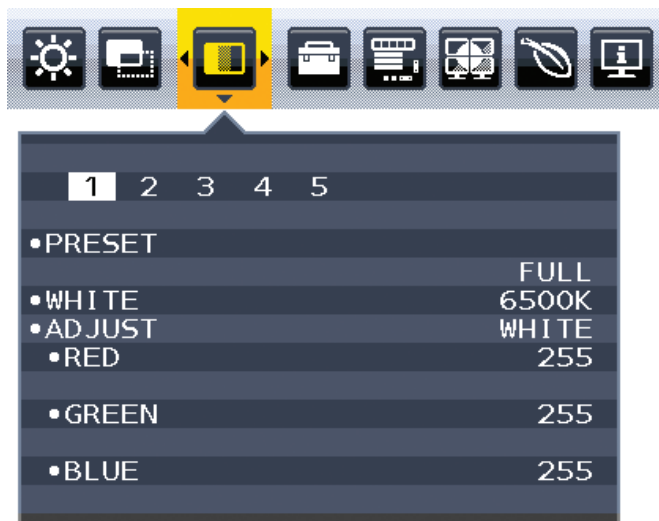 1 2 3 4 5
•PRESET
FULL
•WHITE 6500K
•ADJUST WHITE
•RED 255
•GREEN 255
•BLUE 255